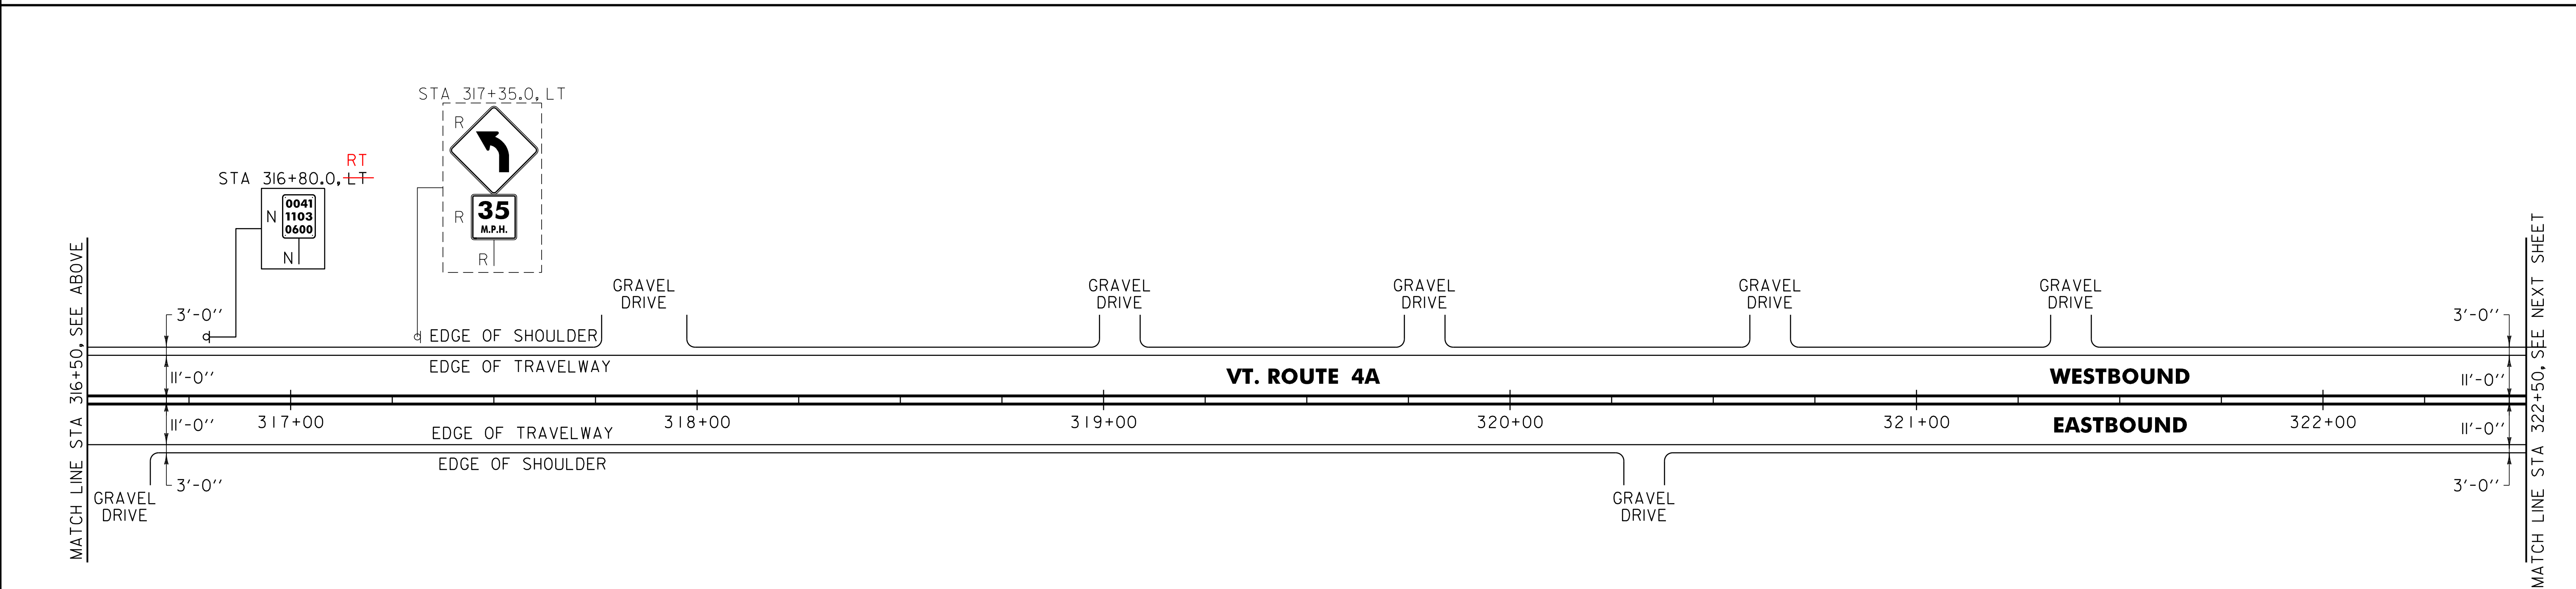 STA 317+35.0, LT
R
R
35
M.P.H.
R
RT
STA 316+80.0, LT
N
0041
1103
0600
N
MATCH LINE STA 316+50, SEE ABOVE
MATCH LINE STA 322+50, SEE NEXT SHEET
GRAVEL
DRIVE
GRAVEL
DRIVE
GRAVEL
DRIVE
GRAVEL
DRIVE
GRAVEL
DRIVE
3'-0''
EDGE OF SHOULDER
3'-0''
EDGE OF TRAVELWAY
11'-0''
VT. ROUTE 4A
WESTBOUND
11'-0''
11'-0''
317+00
318+00
319+00
320+00
321+00
322+00
EDGE OF TRAVELWAY
EASTBOUND
11'-0''
EDGE OF SHOULDER
3'-0''
3'-0''
GRAVEL
DRIVE
GRAVEL
DRIVE